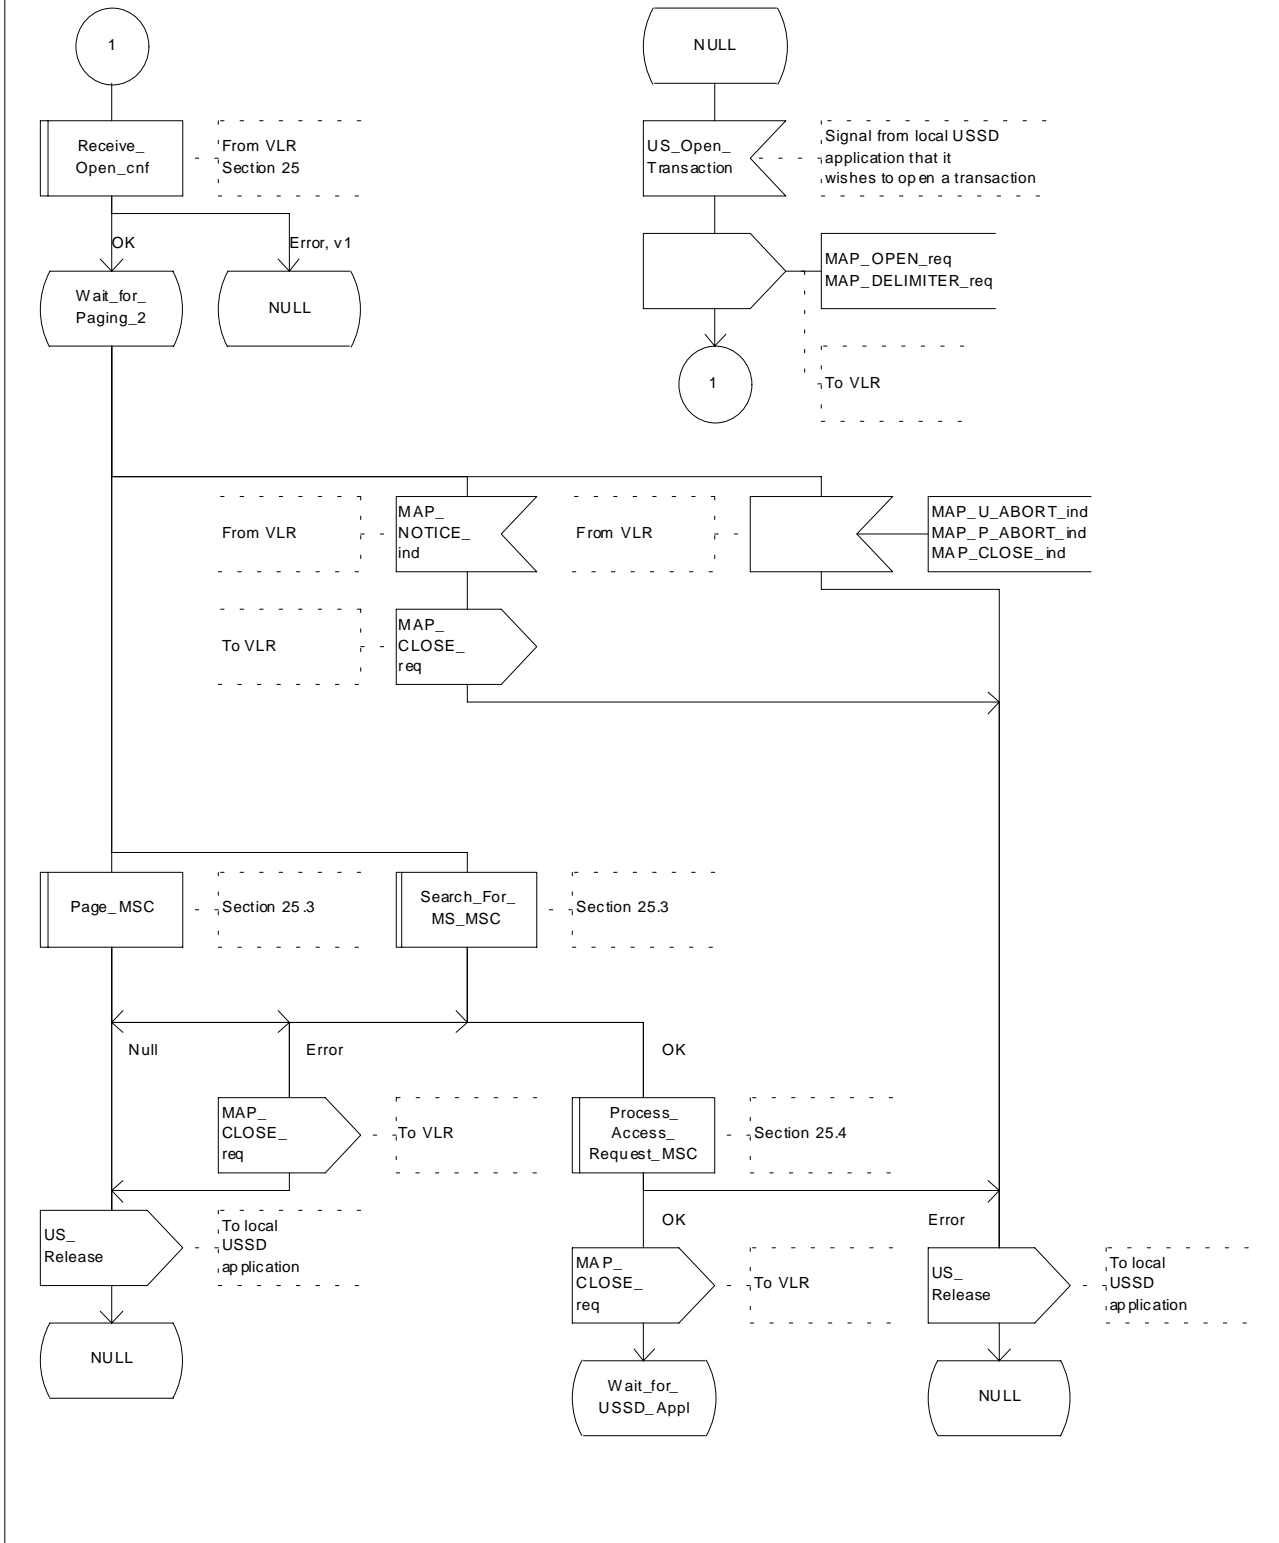 1
NULL
Receive_
Open_cnf
From VLR
Section 25
US_Open_
Transaction
Signal from local USSD
application that it
wishes to open a transaction
OK
Error, v1
MAP_OPEN_req
MAP_DELIMITER_req
Wait_for_
Paging_2
NULL
1
To VLR
From VLR
MAP_
NOTICE_
ind
From VLR
MAP_U_ABORT_ind
MAP_P_ABORT_ind
MAP_CLOSE_ind
To VLR
MAP_
CLOSE_
req
Page_MSC
Section 25.3
Search_For_
MS_MSC
Section 25.3
Null
Error
OK
MAP_
CLOSE_
req
To VLR
Process_
Access_
Request_MSC
Section 25.4
US_
Release
To local
USSD
application
OK
Error
MAP_
CLOSE_
req
To VLR
US_
Release
To local
USSD
application
NULL
Wait_for_
USSD_Appl
NULL